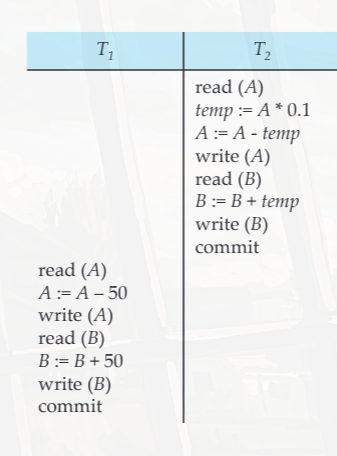 T1 T2
read (A)
temp := A * 0.1
A := A - temp
write (A)
read (B)
B := B + temp
write (B)
commit
read (A)
A := A – 50
write (A)
read (B)
B := B + 50
write (B)
commit